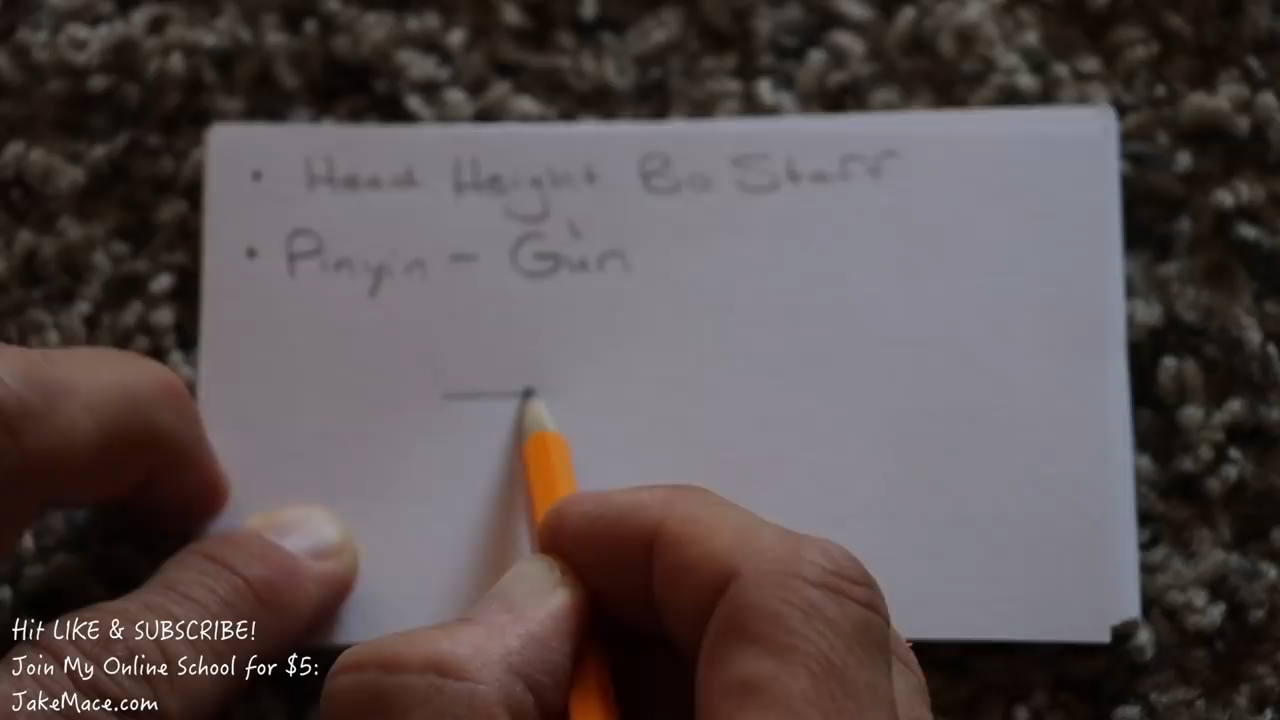 • Head Height Bo Staff
• Pinyin - Gùn
Hit LIKE & SUBSCRIBE!
Join My Online School for $5:
JakeMace.com